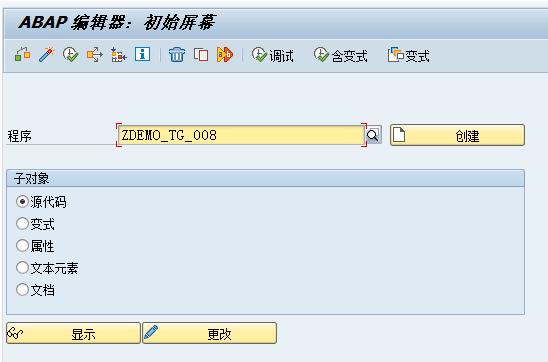 ABAP 编辑器：初始屏幕
调试 含变式 变式
程序 ZDEMO_TG_008 创建
子对象
源代码
变式
属性
文本元素
文档
显示 更改